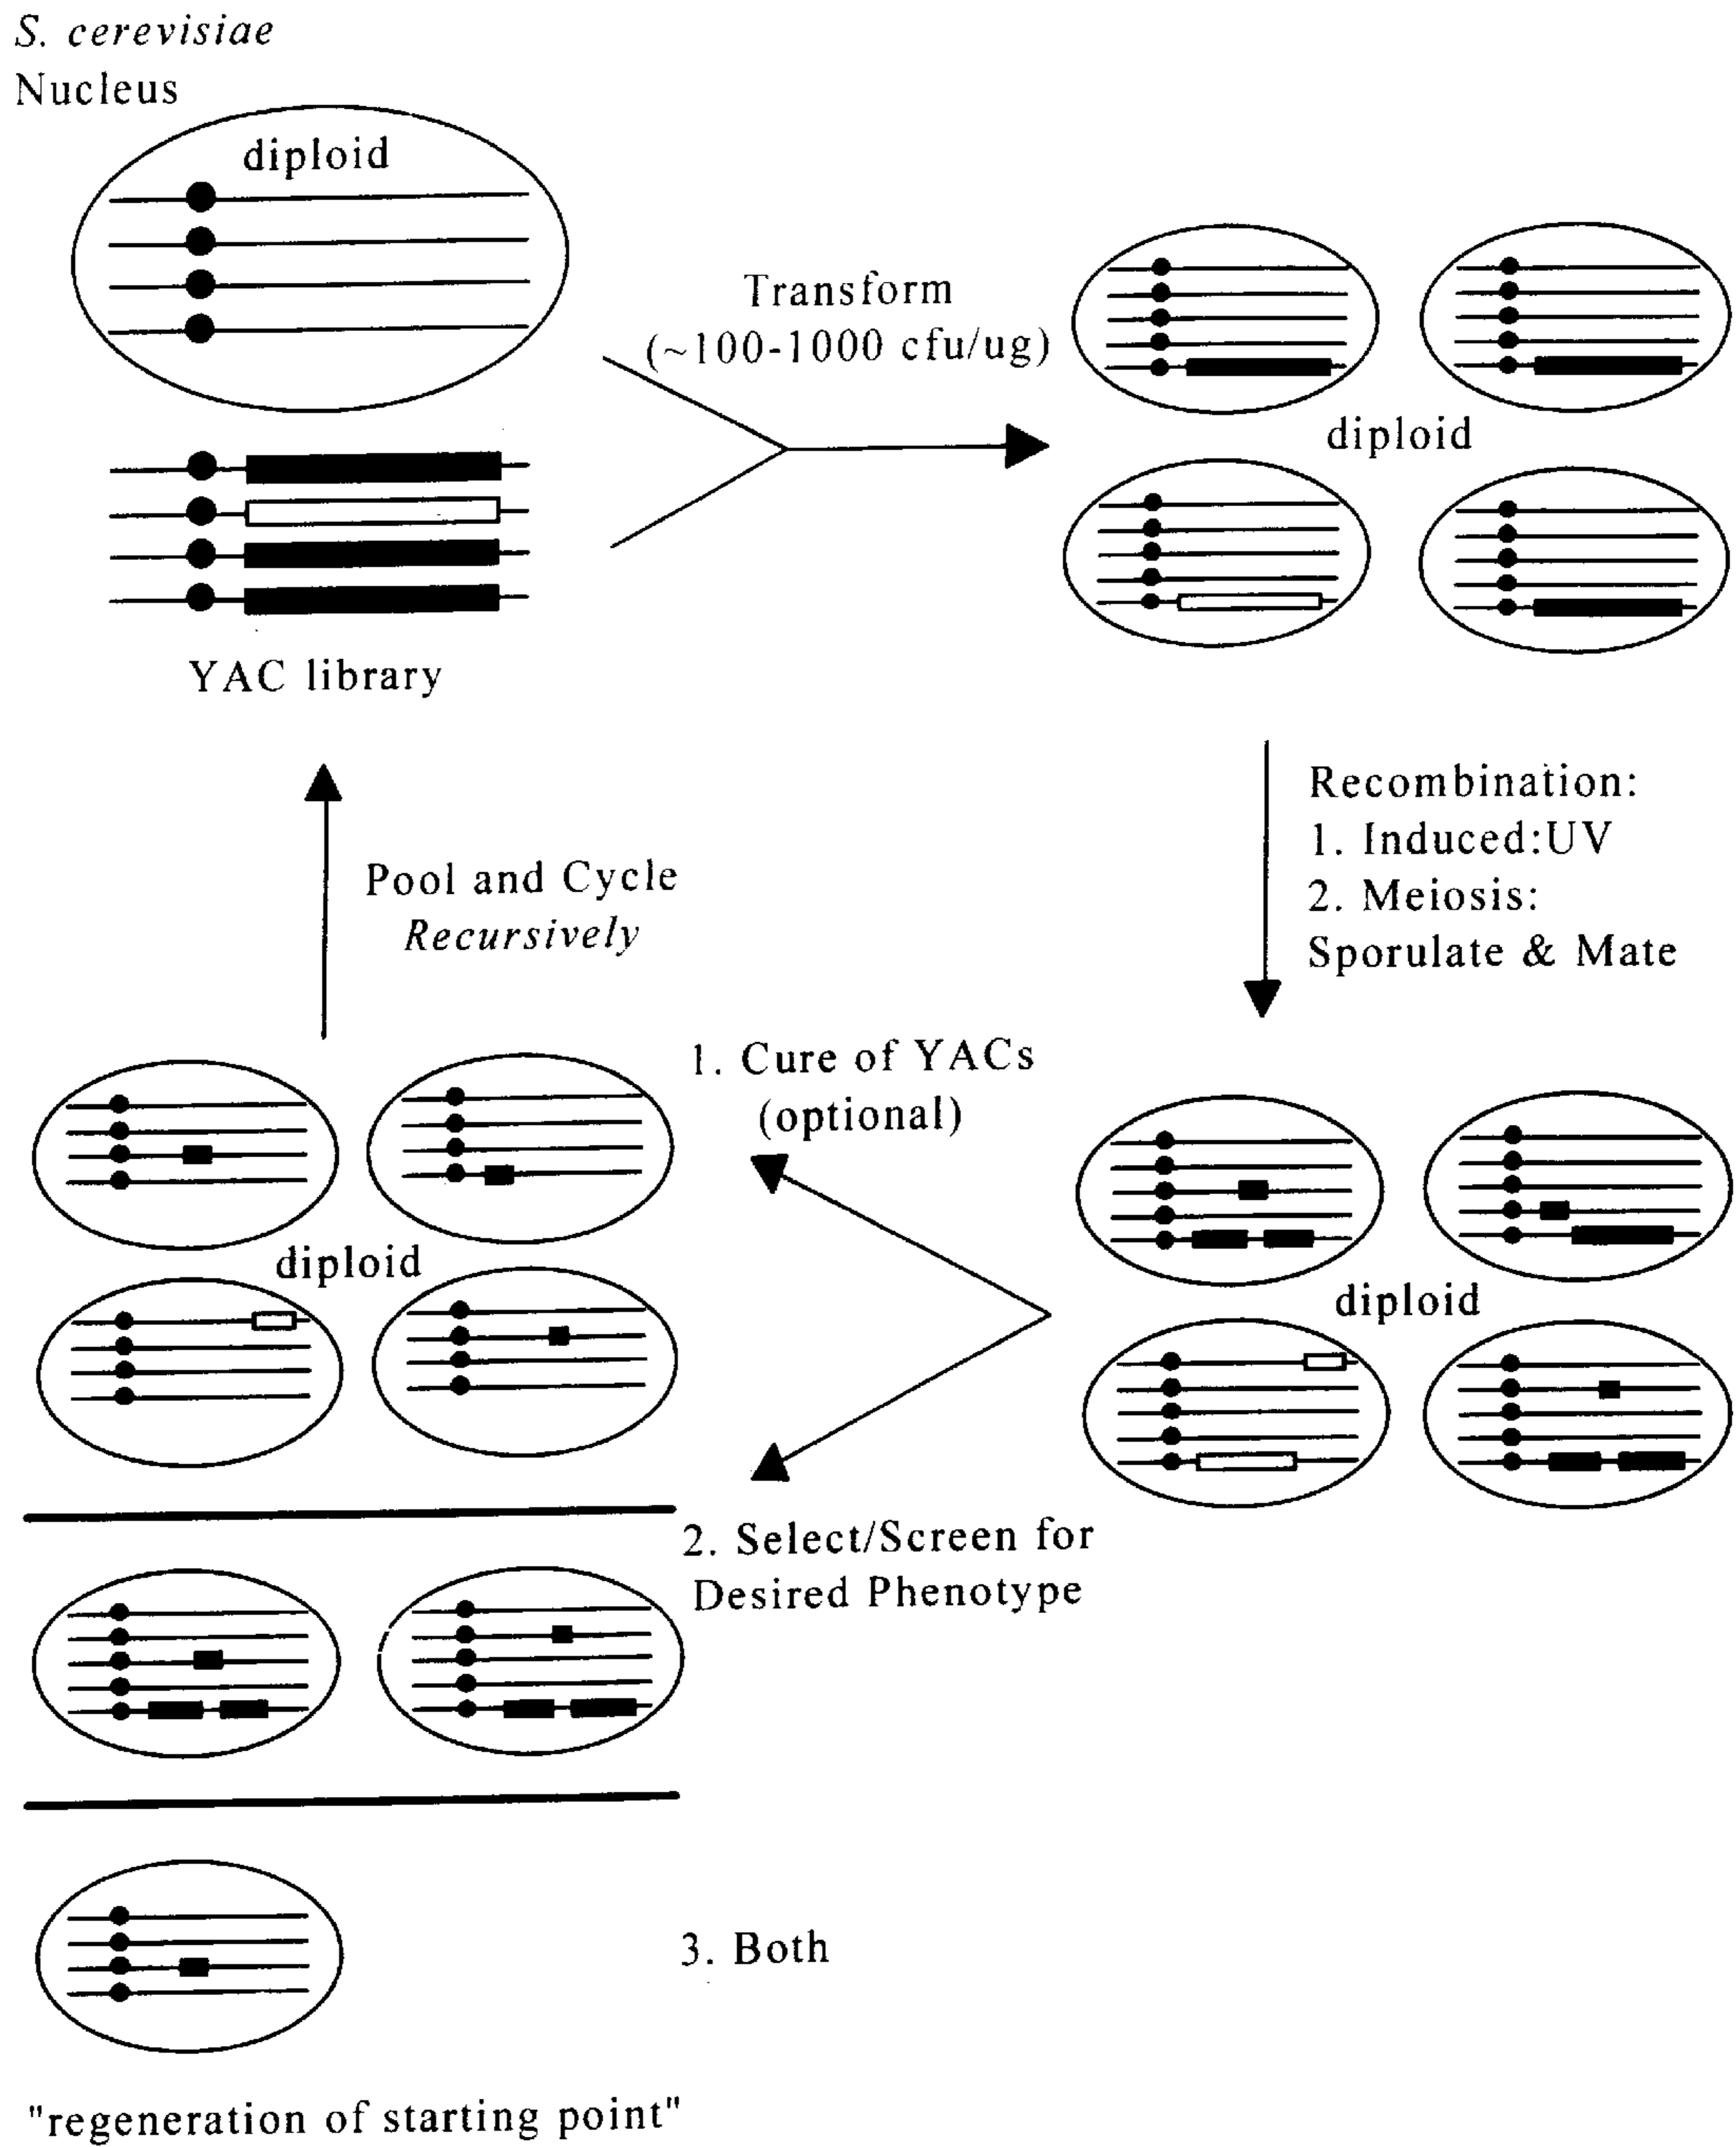 S. cerevisiae
Nucleus
diploid
Transform
(~100-1000 cfu/ug)
diploid
YAC library
Recombination:
1. Induced:UV
2. Meiosis:
Sporulate & Mate
Pool and Cycle
Recursively
1. Cure of YACs
(optional)
diploid
diploid
2. Select/Screen for
Desired Phenotype
3. Both
"regeneration of starting point"